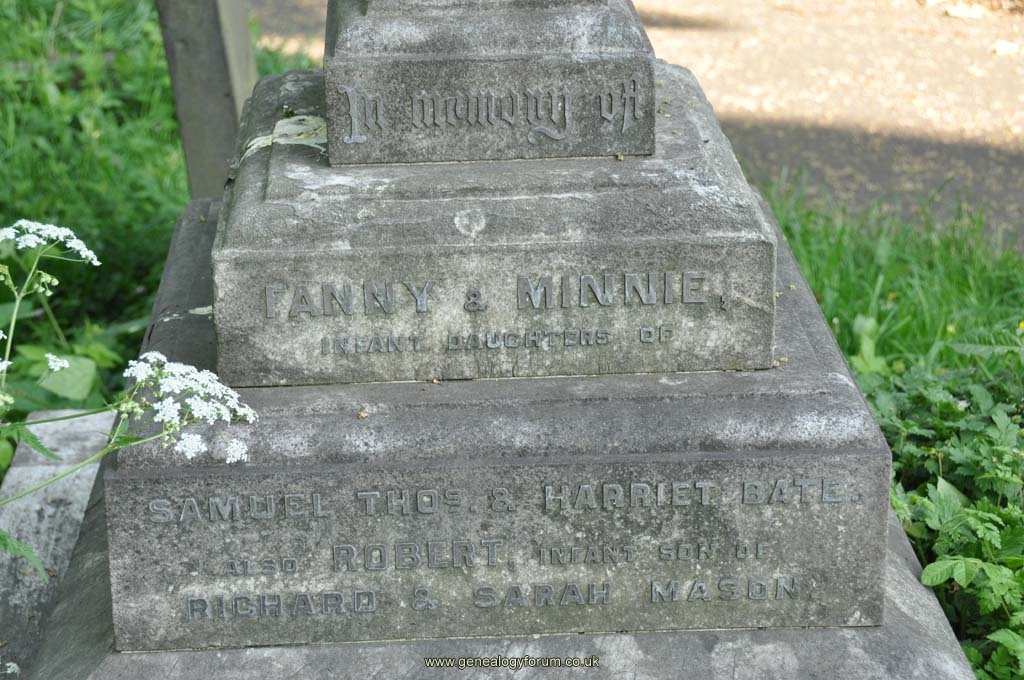 In memory of
FANNY & MINNIE,
INFANT DAUGHTERS OF
SAMUEL THOS & HARRIET BATE.
ALSO ROBERT, INFANT SON OF
RICHARD & SARAH MASON.
www.genealogyforum.co.uk